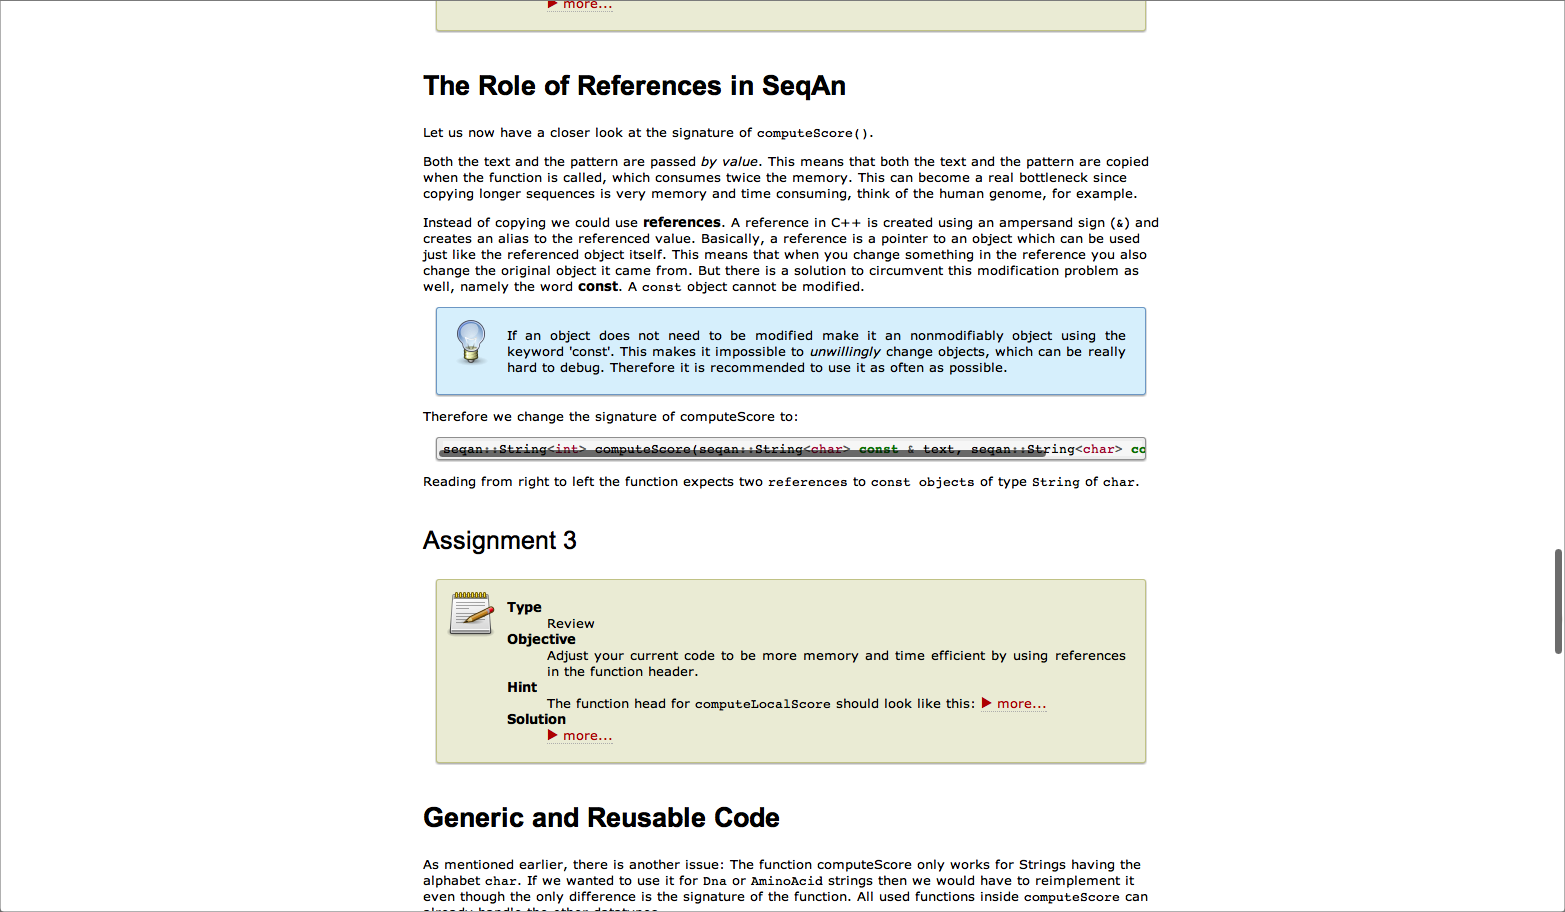 ▶ more...
The Role of References in SeqAn
Let us now have a closer look at the signature of computeScore().
Both the text and the pattern are passed by value. This means that both the text and the pattern are copied
when the function is called, which consumes twice the memory. This can become a real bottleneck since
copying longer sequences is very memory and time consuming, think of the human genome, for example.
Instead of copying we could use references. A reference in C++ is created using an ampersand sign (&) and
creates an alias to the referenced value. Basically, a reference is a pointer to an object which can be used
just like the referenced object itself. This means that when you change something in the reference you also
change the original object it came from. But there is a solution to circumvent this modification problem as
well, namely the word const. A const object cannot be modified.
If an object does not need to be modified make it an nonmodifiably object using the
keyword 'const'. This makes it impossible to unwillingly change objects, which can be really
hard to debug. Therefore it is recommended to use it as often as possible.
Therefore we change the signature of computeScore to:
seqan::String<int> computeScore(seqan::String<char> const & text, seqan::String<char> co
Reading from right to left the function expects two references to const objects of type String of char.
Assignment 3
Type
Review
Objective
Adjust your current code to be more memory and time efficient by using references
in the function header.
Hint
The function head for computeLocalScore should look like this: ▶ more...
Solution
▶ more...
Generic and Reusable Code
As mentioned earlier, there is another issue: The function computeScore only works for Strings having the
alphabet char. If we wanted to use it for Dna or AminoAcid strings then we would have to reimplement it
even though the only difference is the signature of the function. All used functions inside computeScore can
already handle the other datatypes.